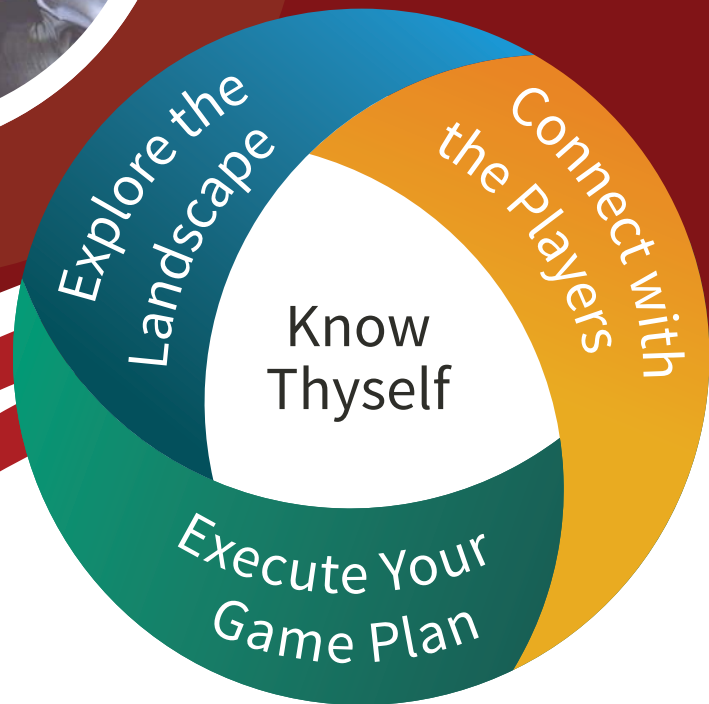 Explore the
Landscape
Connect with
the Players
Know
Thyself
Execute Your
Game Plan